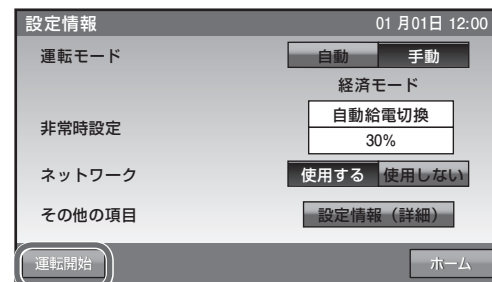 設定情報 01月01日 12:00
運転モード 自動 手動
経済モード
非常時設定 自動給電切換
30%
ネットワーク 使用する 使用しない
その他の項目 設定情報（詳細）
運転開始 ホーム